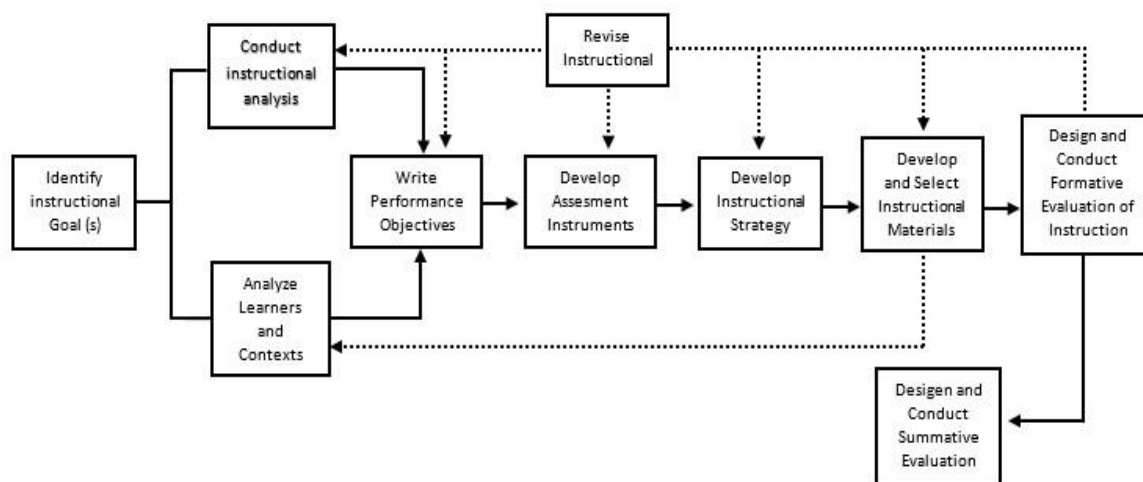 Conduct
instructional
analysis
Revise
Instructional
Identify
instructional
Goal (s)
Write
Performance
Objectives
Develop
Assesment
Instruments
Develop
Instructional
Strategy
Develop
and Select
Instructional
Materials
Design and
Conduct
Formative
Evaluation of
Instruction
Analyze
Learners
and
Contexts
Desigen and
Conduct
Summative
Evaluation